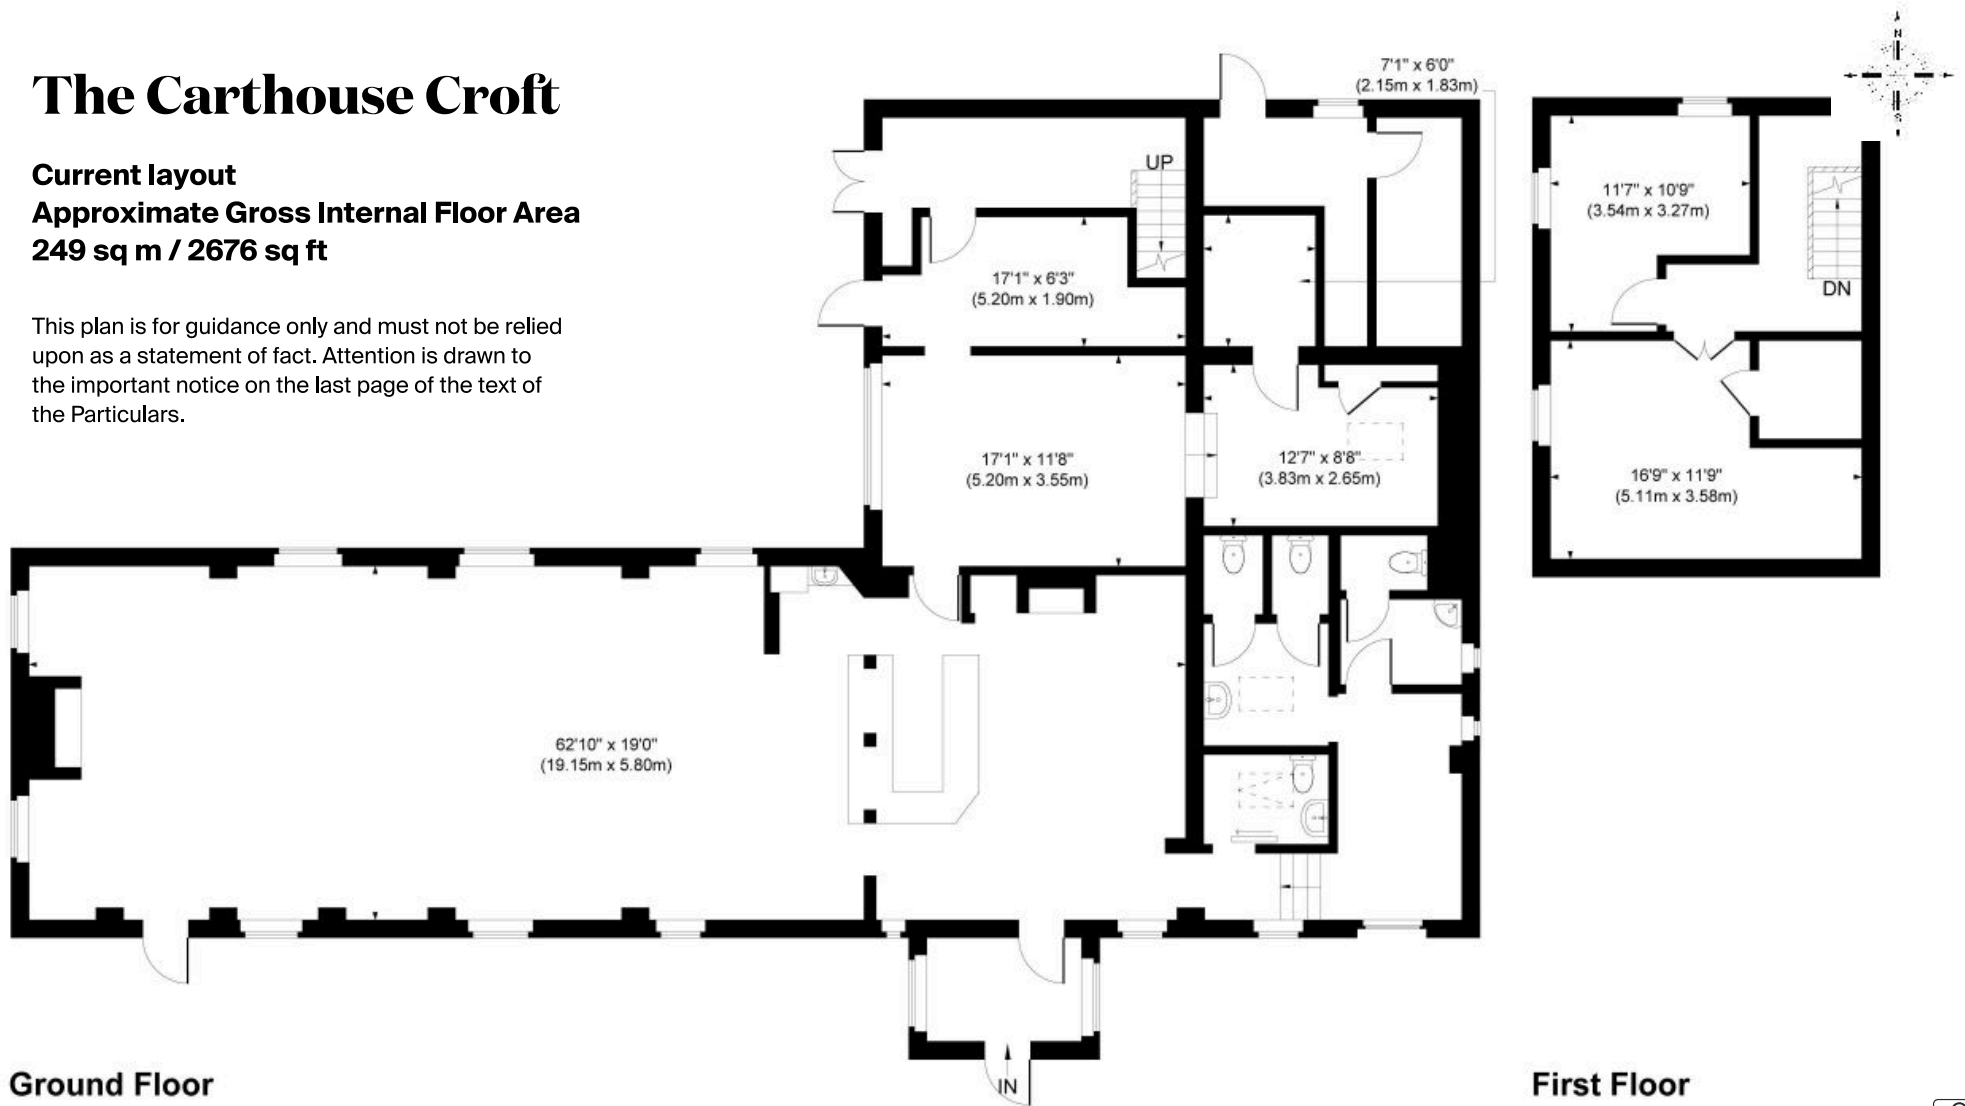 The Carthouse Croft
Current layout
Approximate Gross Internal Floor Area
249 sq m / 2676 sq ft
This plan is for guidance only and must not be relied
upon as a statement of fact. Attention is drawn to
the important notice on the last page of the text of
the Particulars.
7'1" x 6'0"
(2.15m x 1.83m)
N
S
UP
17'1" x 6'3"
(5.20m x 1.90m)
11'7" x 10'9"
(3.54m x 3.27m)
DN
17'1" x 11'8"
(5.20m x 3.55m)
12'7" x 8'8"
(3.83m x 2.65m)
16'9" x 11'9"
(5.11m x 3.58m)
62'10" x 19'0"
(19.15m x 5.80m)
IN
Ground Floor
First Floor